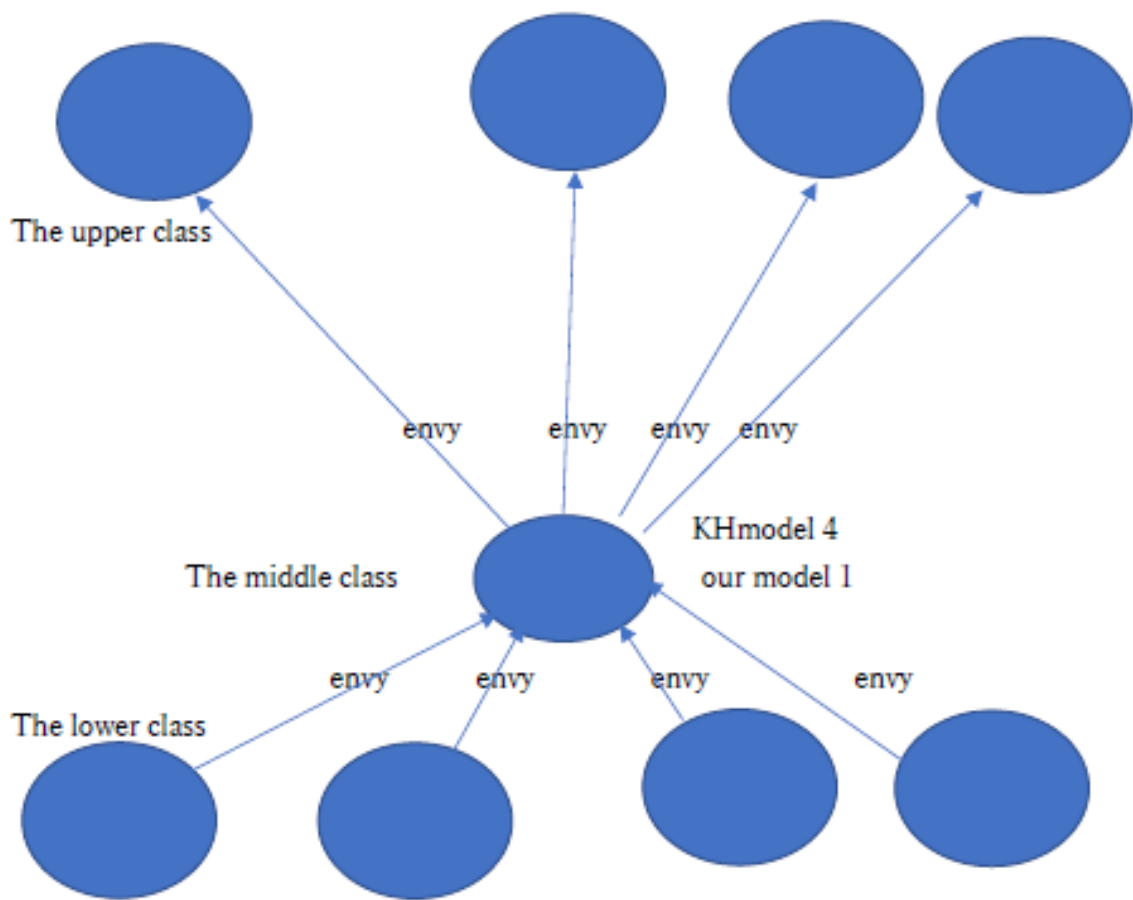 The upper class
envy envy envy envy
KHmodel 4
The middle class
our model 1
envy envy envy envy
The lower class